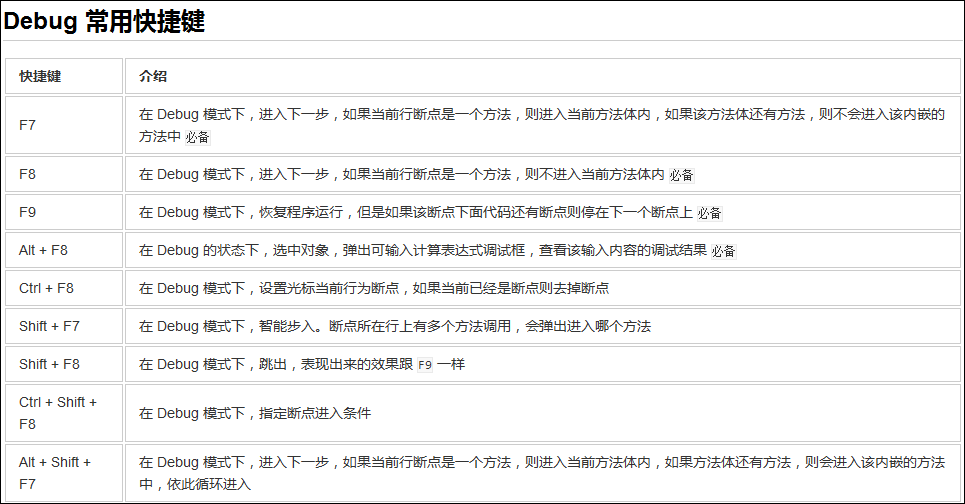 Debug 常用快捷键
快捷键
介绍
F7
在 Debug 模式下，进入下一步，如果当前行断点是一个方法，则进入当前方法体内，如果该方法体还有方法，则不会进入该内嵌的
方法中 必备
F8
在 Debug 模式下，进入下一步，如果当前行断点是一个方法，则不进入当前方法体内 必备
F9
在 Debug 模式下，恢复程序运行，但是如果该断点下面代码还有断点则停在下一个断点上 必备
Alt + F8
在 Debug 的状态下，选中对象，弹出可输入计算表达式调试框，查看该输入内容的调试结果 必备
Ctrl + F8
在 Debug 模式下，设置光标当前行为断点，如果当前已经是断点则去掉断点
Shift + F7
在 Debug 模式下，智能步入。断点所在行上有多个方法调用，会弹出进入哪个方法
Shift + F8
在 Debug 模式下，跳出，表现出来的效果跟 F9 一样
Ctrl + Shift +
F8
在 Debug 模式下，指定断点进入条件
Alt + Shift +
F7
在 Debug 模式下，进入下一步，如果当前行断点是一个方法，则进入当前方法体内，如果方法体还有方法，则会进入该内嵌的方法
中，依此循环进入